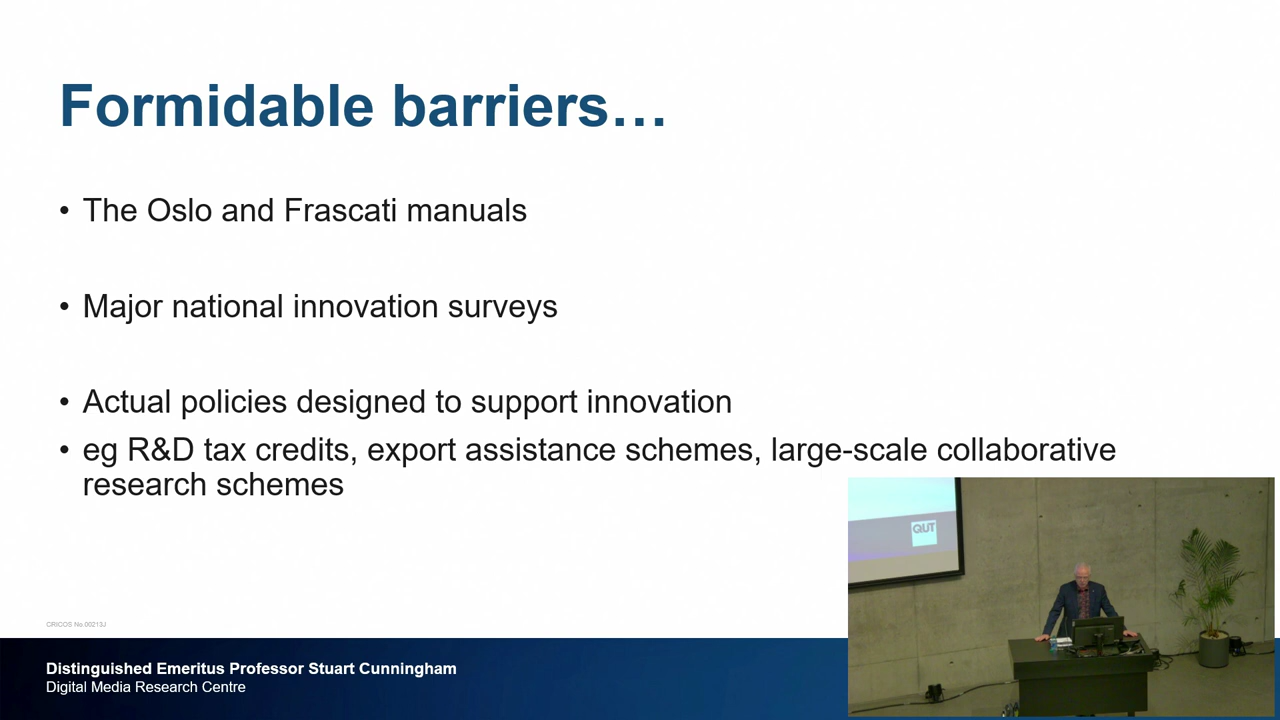 Formidable barriers…
• The Oslo and Frascati manuals
• Major national innovation surveys
• Actual policies designed to support innovation
• eg R&D tax credits, export assistance schemes, large-scale collaborative
research schemes
QUT
CRICOS No.00213J
Distinguished Emeritus Professor Stuart Cunningham
Digital Media Research Centre